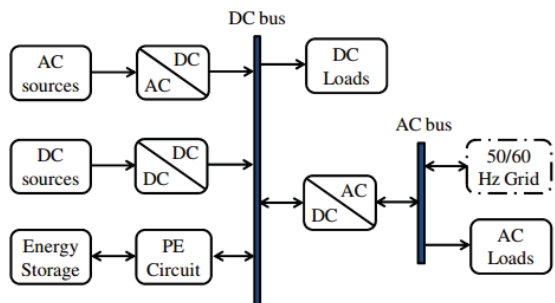 DC bus
AC
sources
DC
AC
DC
Loads
AC bus
DC
sources
DC
DC
AC
DC
50/60
Hz Grid
Energy
Storage
PE
Circuit
AC
Loads